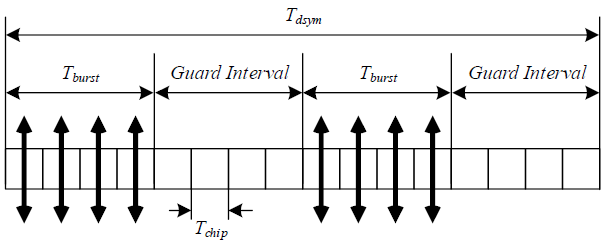 T_dsym
T_burst Guard Interval T_burst Guard Interval
T_chip